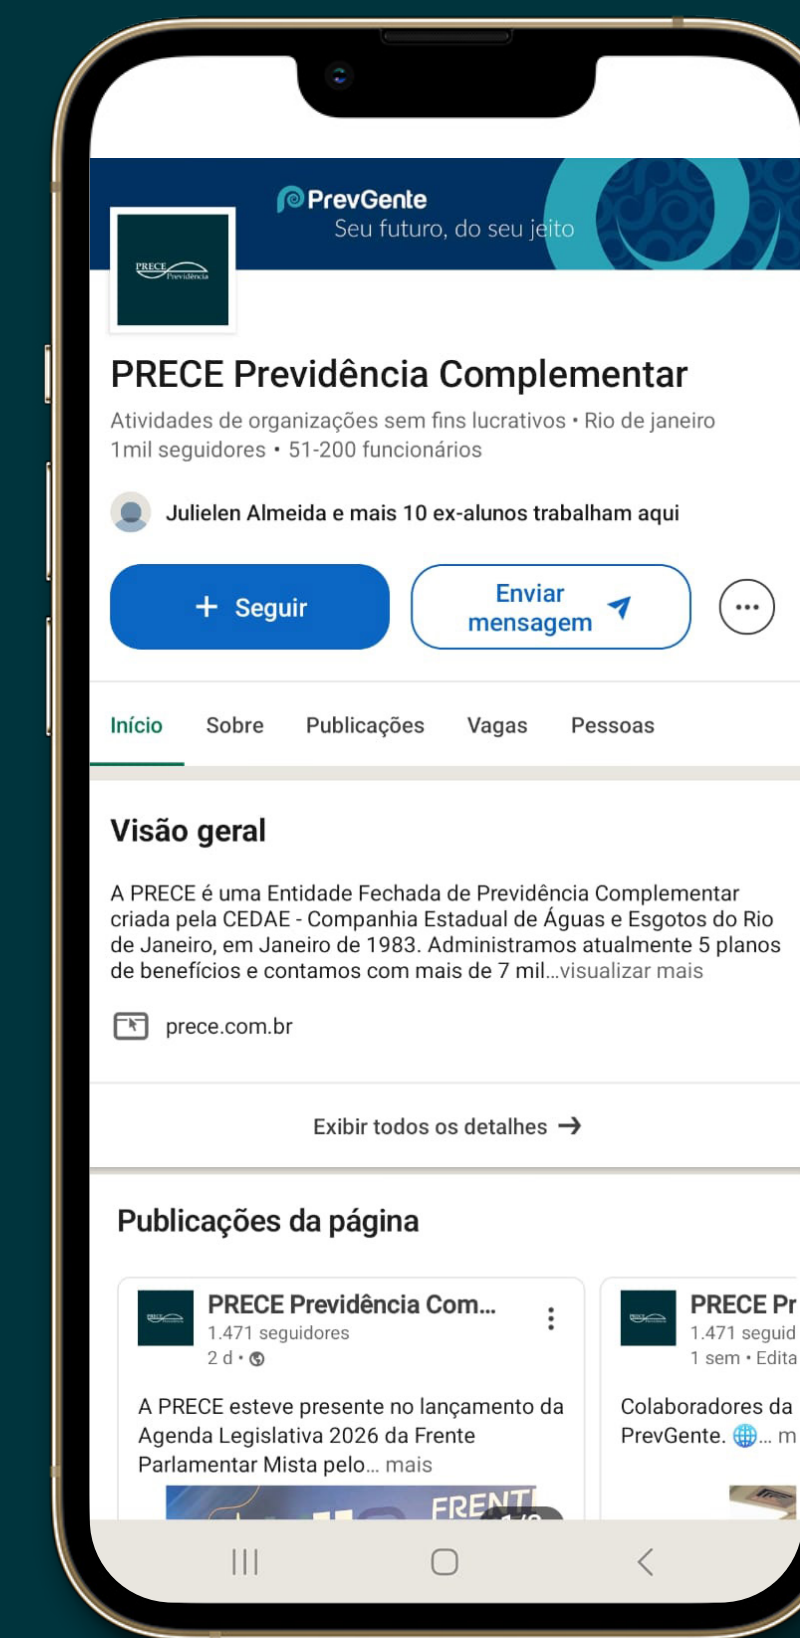 PrevGente
Seu futuro, do seu jeito
PRECE
Previdência
PRECE Previdência Complementar
Atividades de organizações sem fins lucrativos • Rio de janeiro
1mil seguidores • 51-200 funcionários
Julielen Almeida e mais 10 ex-alunos trabalham aqui
+ Seguir
Enviar
mensagem
Início Sobre Publicações Vagas Pessoas
Visão geral
A PRECE é uma Entidade Fechada de Previdência Complementar
criada pela CEDAE - Companhia Estadual de Águas e Esgotos do Rio
de Janeiro, em Janeiro de 1983. Administramos atualmente 5 planos
de benefícios e contamos com mais de 7 mil...visualizar mais
prece.com.br
Exibir todos os detalhes →
Publicações da página
PRECE Previdência Com...
1.471 seguidores
2 d •
A PRECE esteve presente no lançamento da
Agenda Legislativa 2026 da Frente
Parlamentar Mista pelo... mais
FRENT
PRECE Pr
1.471 seguid
1 sem • Edita
Colaboradores da
PrevGente. 🌐... m